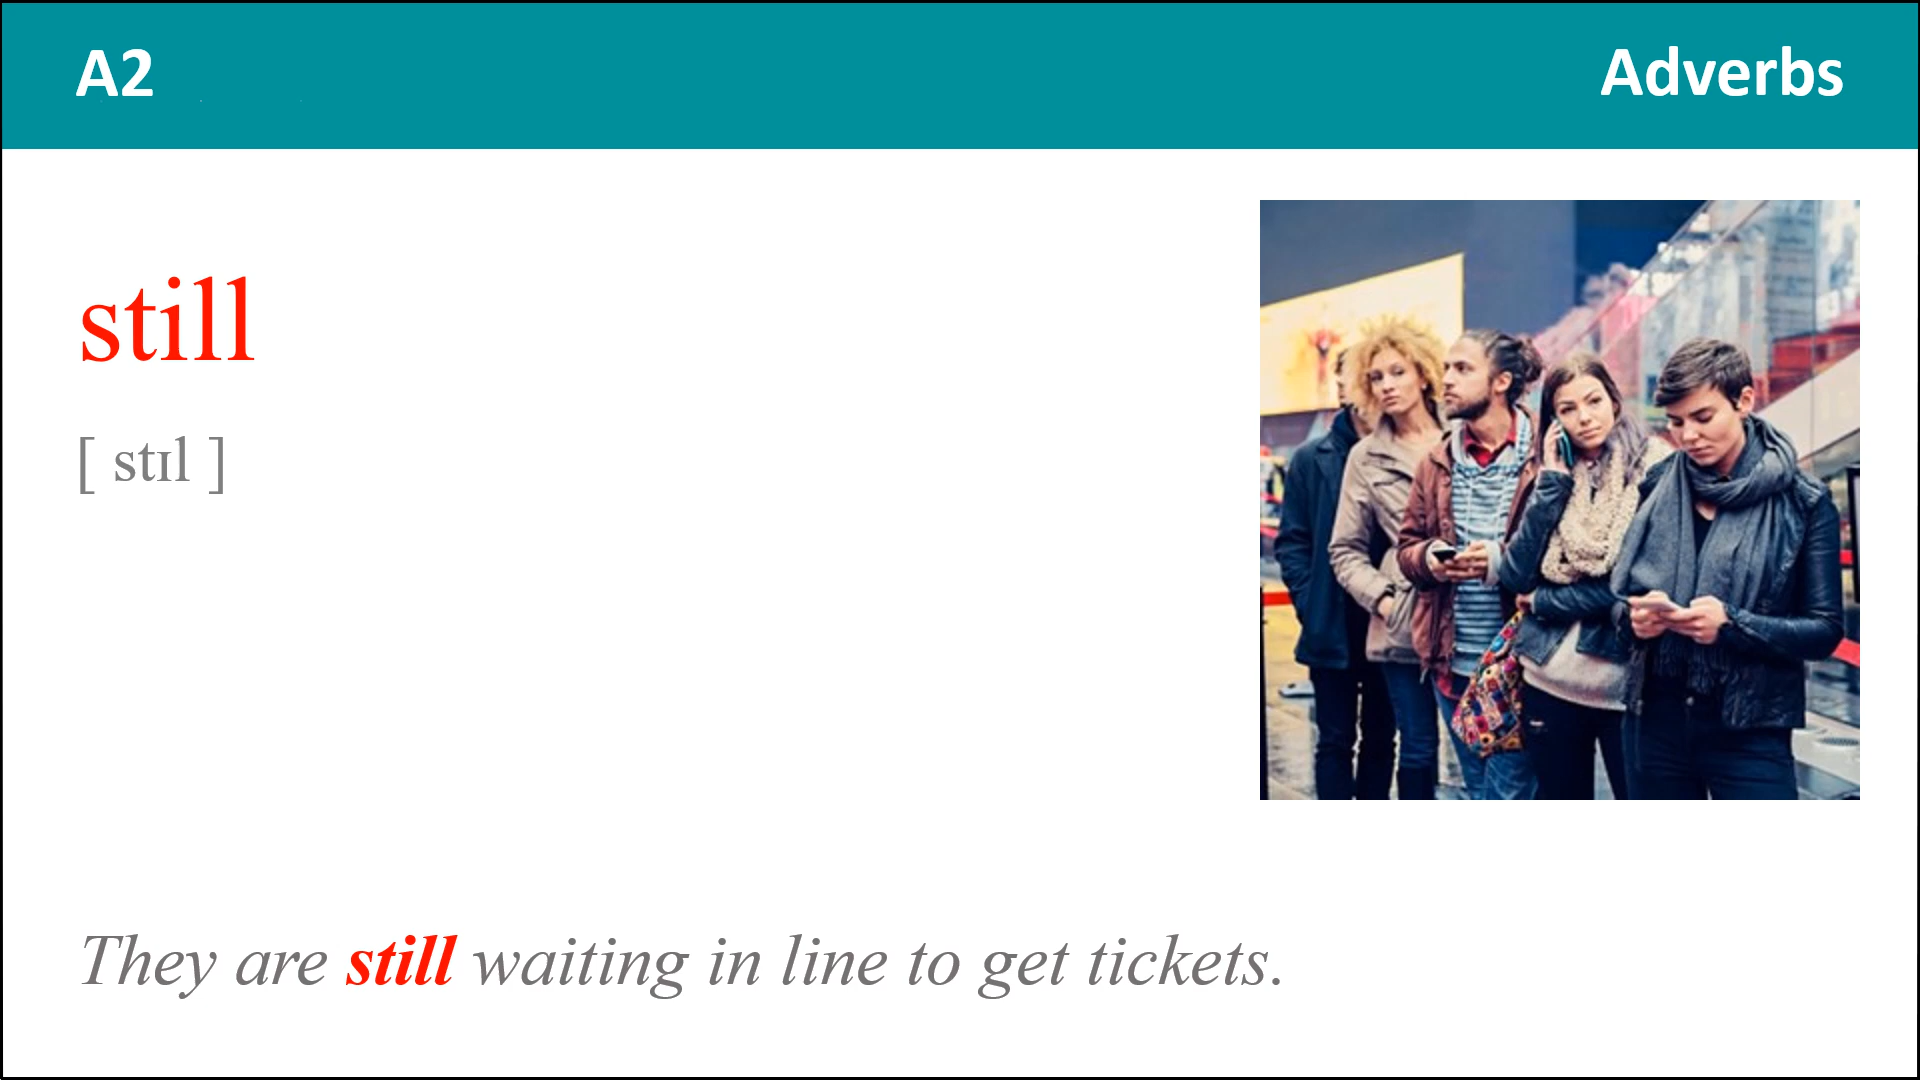 A2
Adverbs
still
[ stɪl ]
They are still waiting in line to get tickets.